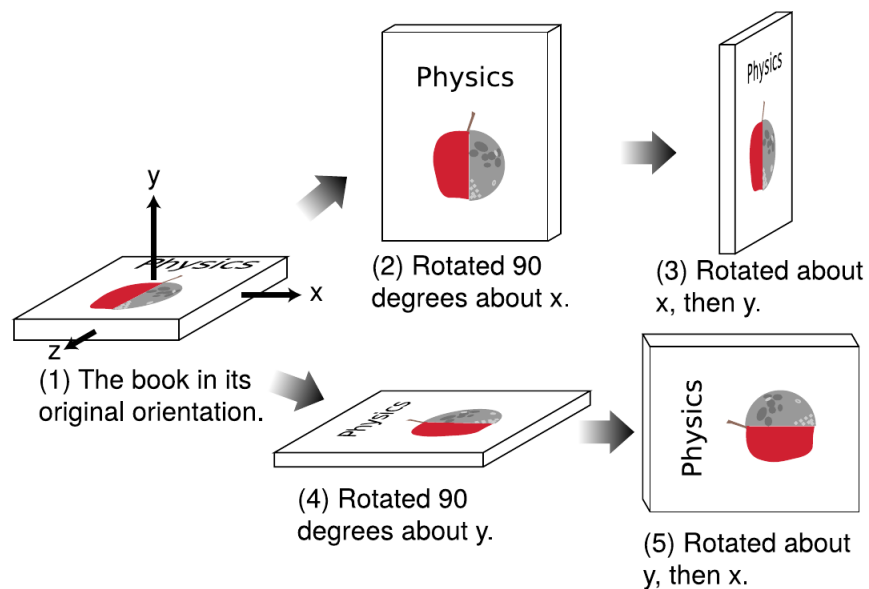 Physics
Physics
y
(2) Rotated 90
degrees about x.
(3) Rotated about
x, then y.
Physics
x
z
(1) The book in its
original orientation.
Physics
(4) Rotated 90
degrees about y.
Physics
(5) Rotated about
y, then x.